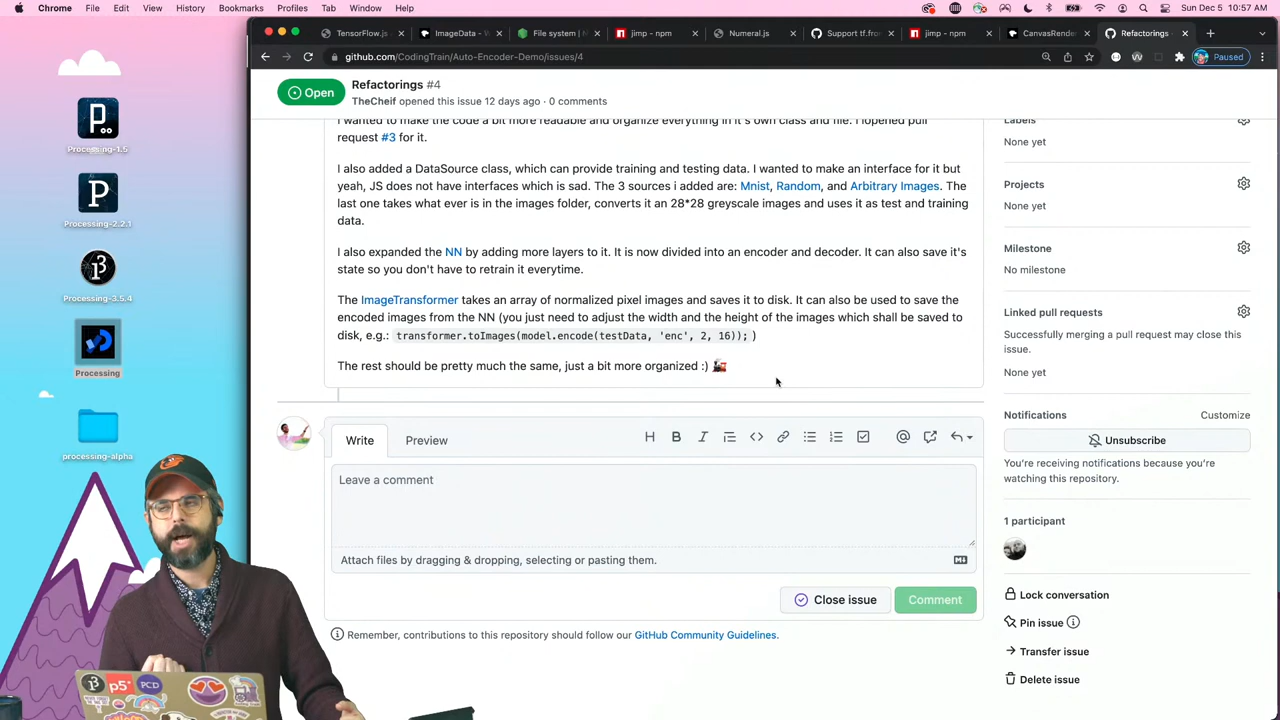 Chrome File Edit View History Bookmarks Profiles Tab Window Help
Sun Dec 5 10:57 AM
TensorFlow.js
ImageData - W
File system | N
jimp - npm
Numeral.js
Support tf.fro
jimp - npm
CanvasRende
Refactorings
github.com/CodingTrain/Auto-Encoder-Demo/issues/4
Paused
Open
Refactorings #4
TheCheif opened this issue 12 days ago · 0 comments
I wanted to make the code a bit more readable and organize everything in it's own class and file. I opened pull
request #3 for it.
I also added a DataSource class, which can provide training and testing data. I wanted to make an interface for it but
yeah, JS does not have interfaces which is sad. The 3 sources i added are: Mnist, Random, and Arbitrary Images. The
last one takes what ever is in the images folder, converts it an 28*28 greyscale images and uses it as test and training
data.
I also expanded the NN by adding more layers to it. It is now divided into an encoder and decoder. It can also save it's
state so you don't have to retrain it everytime.
The ImageTransformer takes an array of normalized pixel images and saves it to disk. It can also be used to save the
encoded images from the NN (you just need to adjust the width and the height of the images which shall be saved to
disk, e.g.: transformer.toImages(model.encode(testData, 'enc', 2, 16)); )
The rest should be pretty much the same, just a bit more organized :) 🚂
Write
Preview
Leave a comment
Attach files by dragging & dropping, selecting or pasting them.
Close issue
Comment
Remember, contributions to this repository should follow our GitHub Community Guidelines.
Labels
None yet
Projects
None yet
Milestone
No milestone
Linked pull requests
Successfully merging a pull request may close this
issue.
None yet
Notifications
Customize
Unsubscribe
You're receiving notifications because you're
watching this repository.
1 participant
Lock conversation
Pin issue
Transfer issue
Delete issue
Processing-1.5
Processing-2.2.1
Processing-3.5.4
Processing
processing-alpha
p5*
PCD